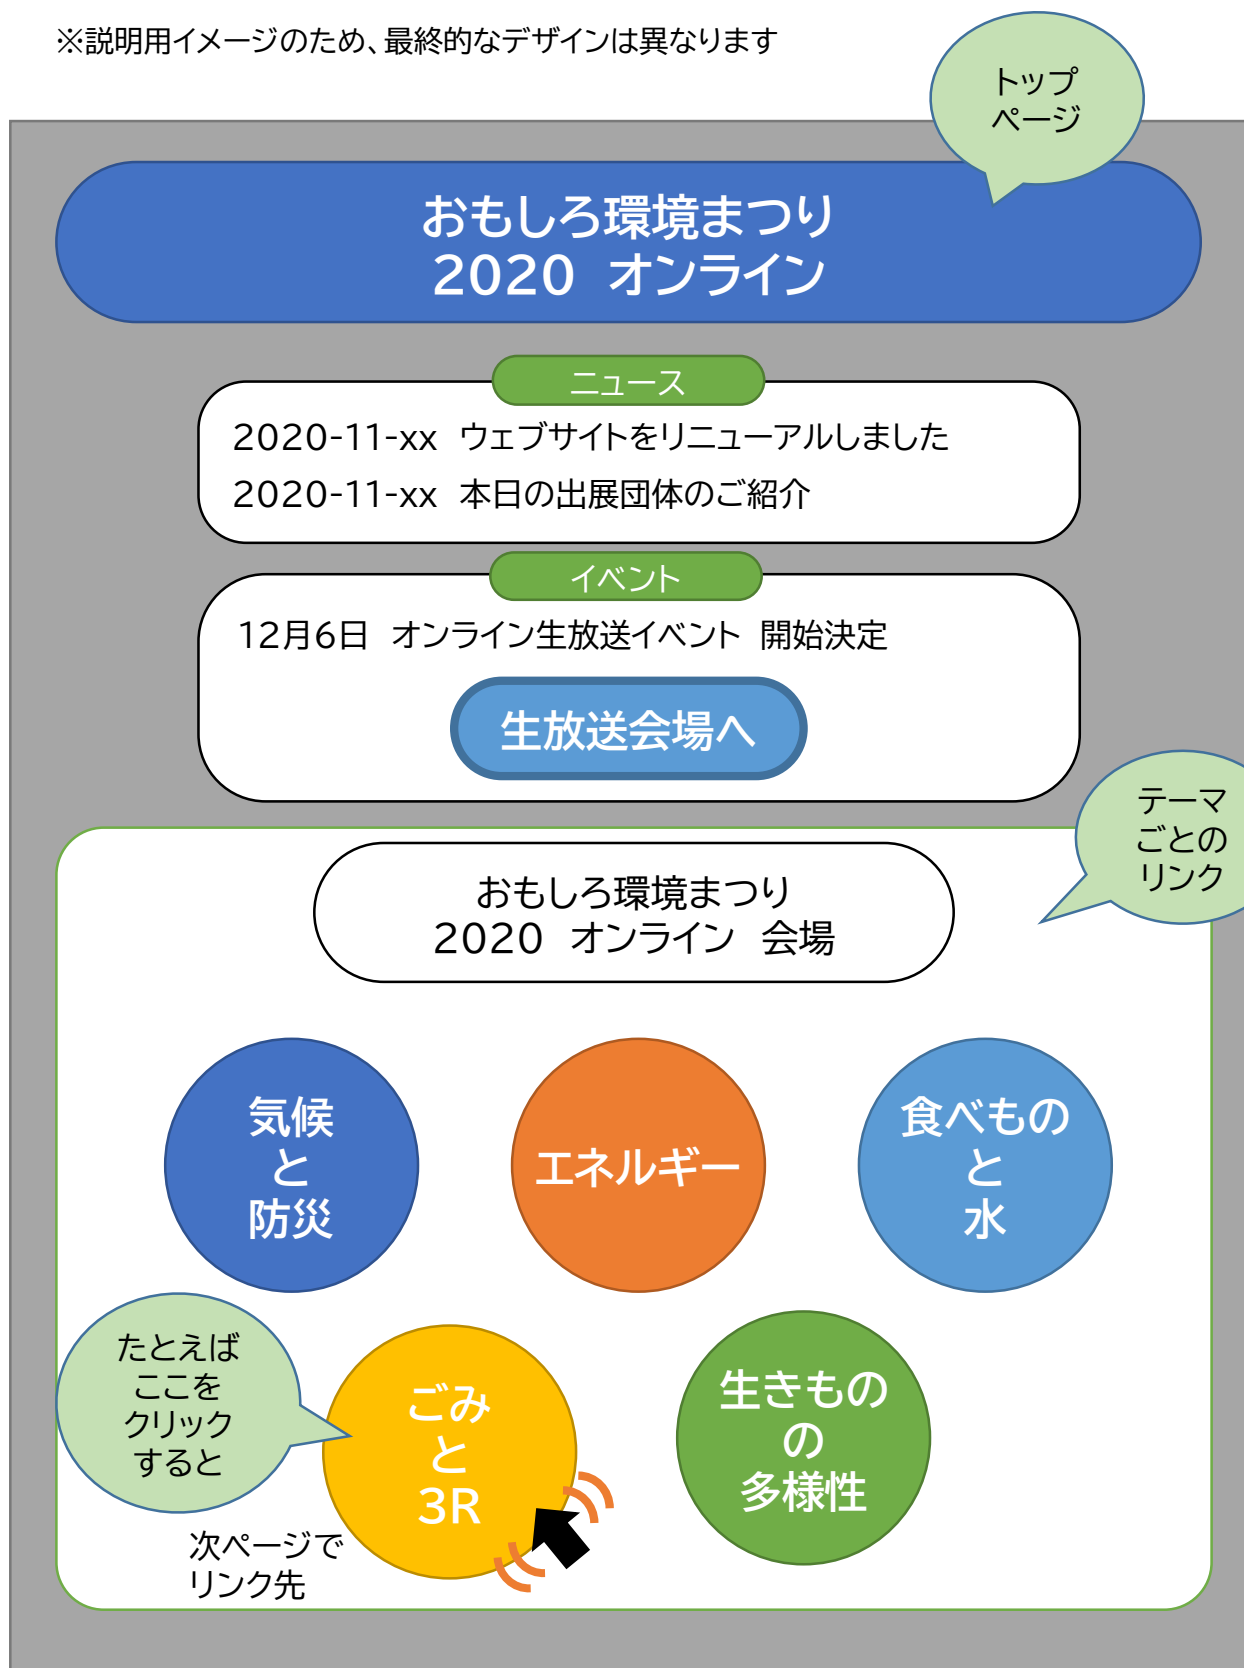 ※説明用イメージのため、最終的なデザインは異なります
トップ
ページ
おもしろ環境まつり
2020 オンライン
ニュース
2020-11-xx ウェブサイトをリニューアルしました
2020-11-xx 本日の出展団体のご紹介
イベント
12月6日 オンライン生放送イベント 開始決定
生放送会場へ
テーマ
ごとの
リンク
おもしろ環境まつり
2020 オンライン 会場
気候
と
防災
エネルギー
食べもの
と
水
たとえば
ここを
クリック
すると
ごみ
と
3R
生きもの
の
多様性
次ページで
リンク先